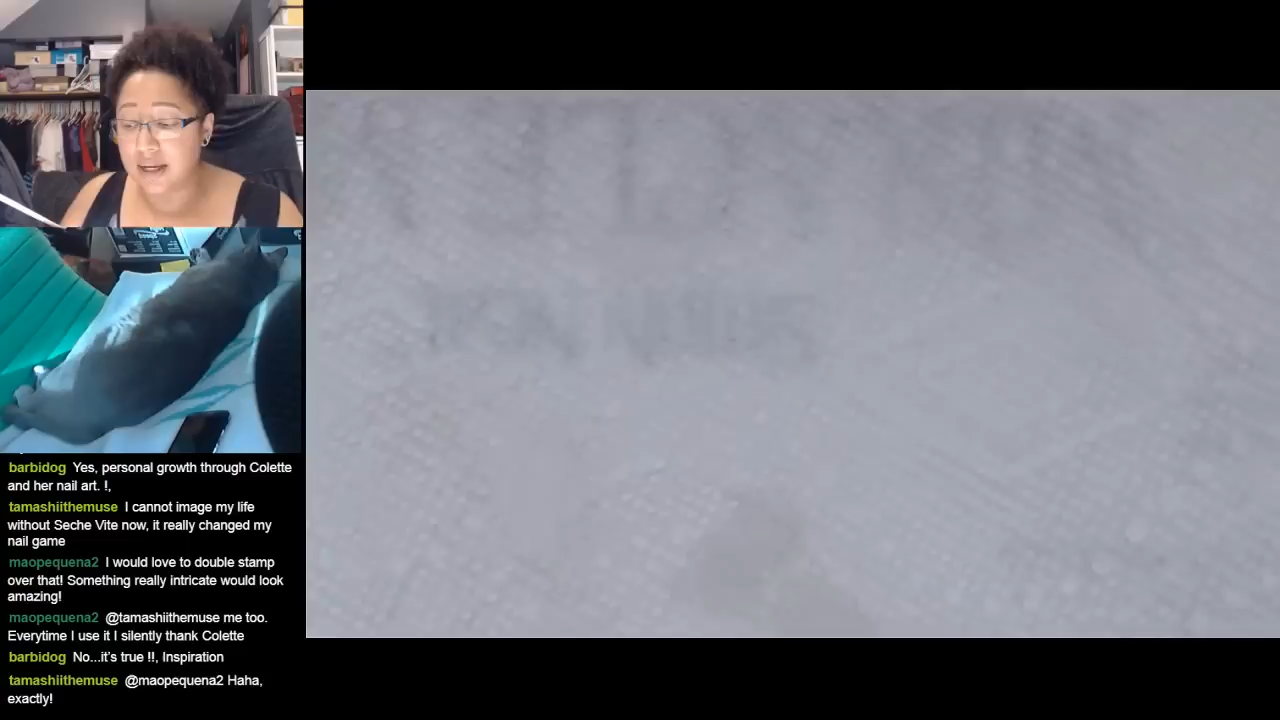 barbidog Yes, personal growth through Colette
and her nail art. !,
tamashiithemuse I cannot image my life
without Seche Vite now, it really changed my
nail game
maopequena2 I would love to double stamp
over that! Something really intricate would look
amazing!
maopequena2 @tamashiithemuse me too.
Everytime I use it I silently thank Colette
barbidog No...it's true !!, Inspiration
tamashiithemuse @maopequena2 Haha,
exactly!